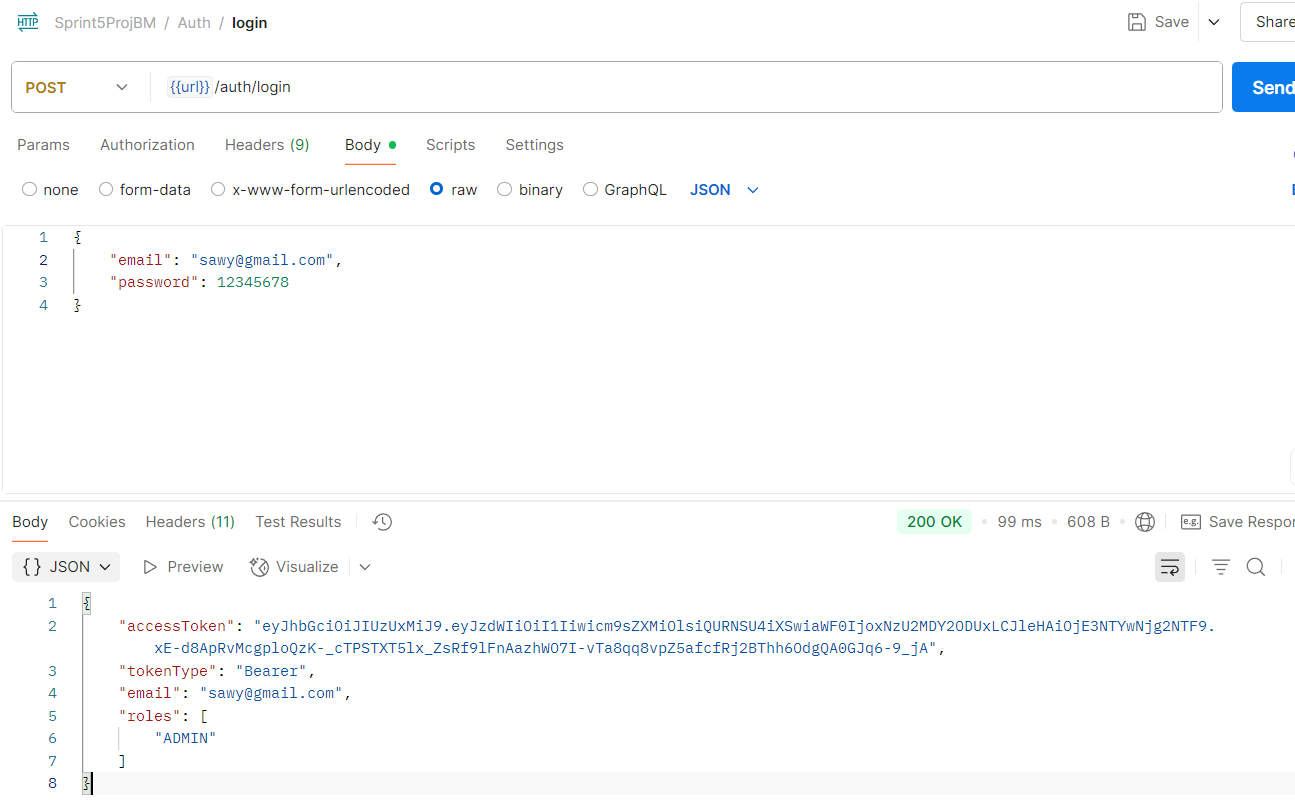 HTTP Sprint5ProjBM / Auth / login Save Share
POST {{url}}/auth/login Send
Params Authorization Headers (9) Body Scripts Settings
none form-data x-www-form-urlencoded raw binary GraphQL JSON
1 {
2 "email": "sawy@gmail.com",
3 "password": 12345678
4 }
Body Cookies Headers (11) Test Results 200 OK 99 ms 608 B e.g. Save Respor
{} JSON Preview Visualize
1 {
2 "accessToken": "eyJhbGciOiJIUzUxMiJ9.eyJzdWIiOiI1Iiwicm9sZXMiOlsiQURNSU4iXSwiaWF0IjoxNzU2MDY2ODUxLCJleHAiOjE3NTYwNjg2NTF9.
xE-d8ApRvMcgploQzK-_cTPSTXT5lx_ZsRf9lFnAazhWO7I-vTa8qq8vpZ5afcfRj2BThh6OdgQA0GJq6-9_jA",
3 "tokenType": "Bearer",
4 "email": "sawy@gmail.com",
5 "roles": [
6 "ADMIN"
7 ]
8 }